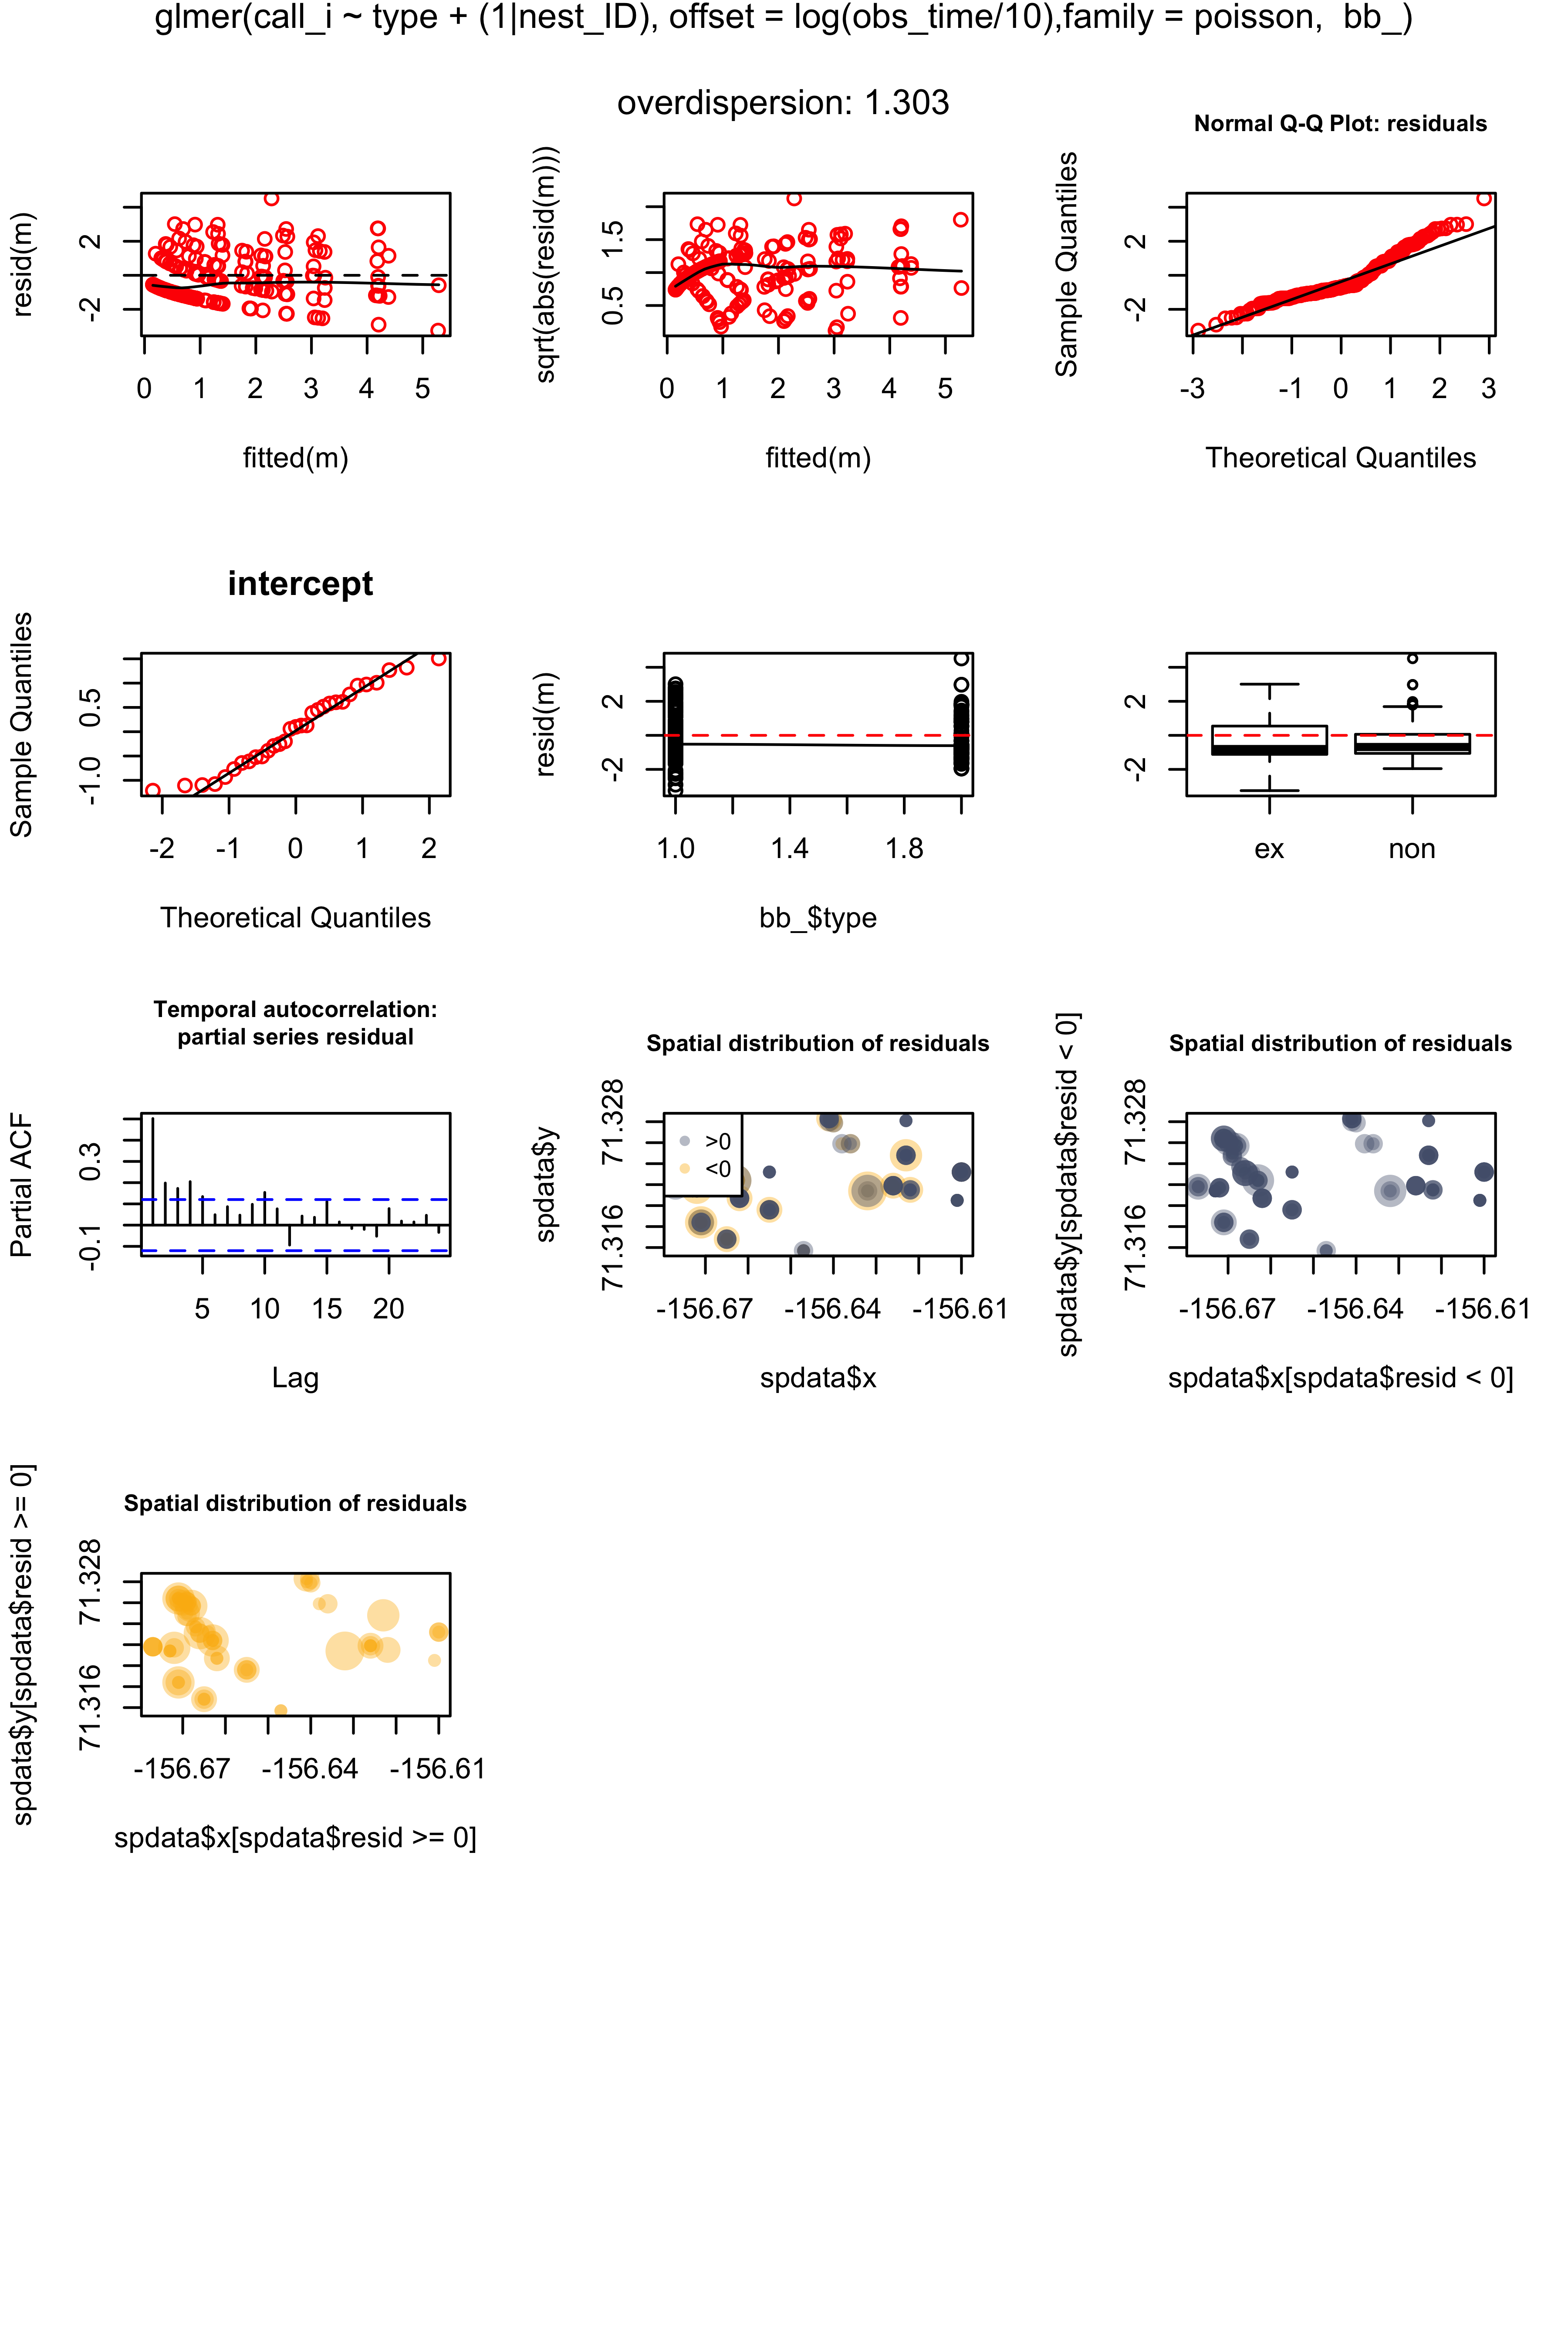 glmer(call_i ~ type + (1|nest_ID), offset = log(obs_time/10),family = poisson,  bb_)
overdispersion: 1.303
resid(m)
2
-2
0 1 2 3 4 5
fitted(m)
sqrt(abs(resid(m)))
1.5
0.5
0 1 2 3 4 5
fitted(m)
Normal Q-Q Plot: residuals
Sample Quantiles
2
-2
-3 -1 0 1 2 3
Theoretical Quantiles
intercept
Sample Quantiles
0.5
-1.0
-2 -1 0 1 2
Theoretical Quantiles
resid(m)
2
-2
1.0 1.4 1.8
bb_$type
2
-2
ex non
Temporal autocorrelation:
partial series residual
Partial ACF
0.3
-0.1
5 10 15 20
Lag
Spatial distribution of residuals
spdata$y
71.328
71.316
>0
<0
-156.67 -156.64 -156.61
spdata$x
Spatial distribution of residuals
spdata$y[spdata$resid < 0]
71.328
71.316
-156.67 -156.64 -156.61
spdata$x[spdata$resid < 0]
Spatial distribution of residuals
spdata$y[spdata$resid >= 0]
71.328
71.316
-156.67 -156.64 -156.61
spdata$x[spdata$resid >= 0]